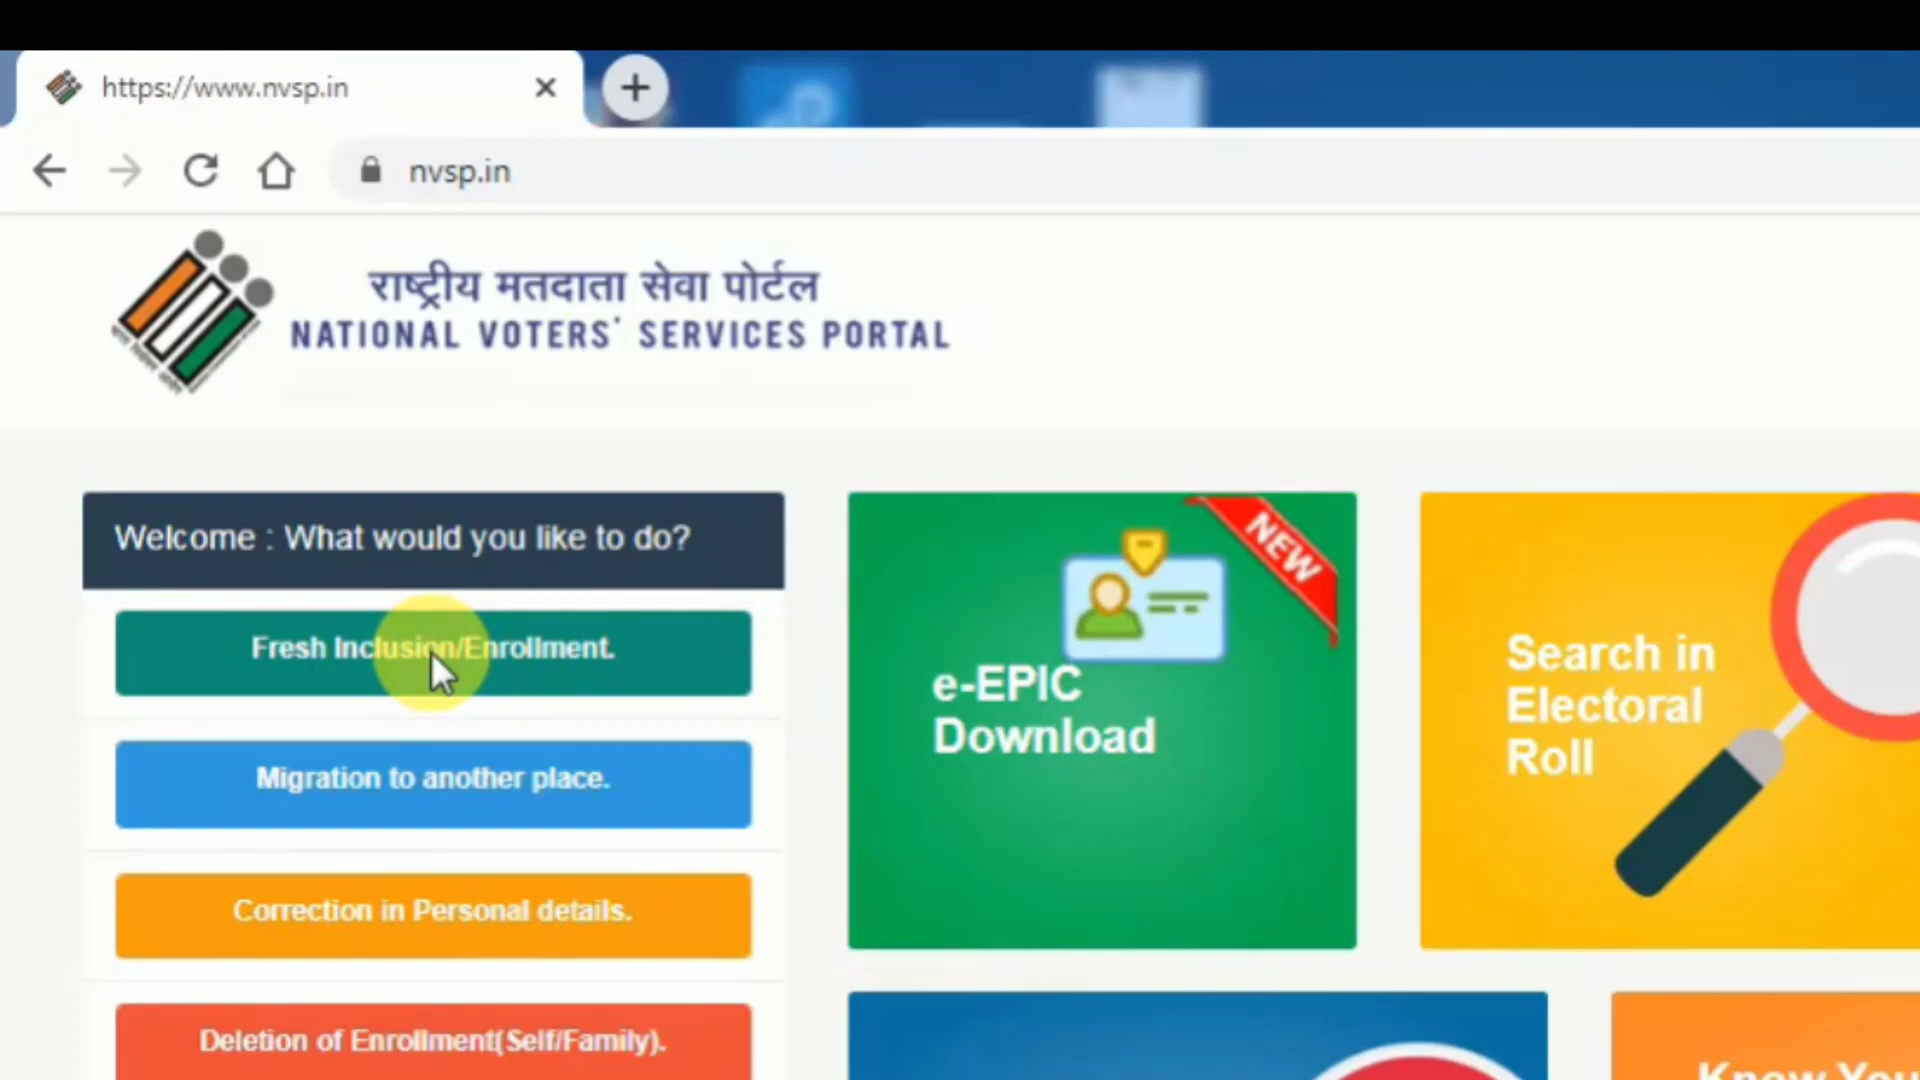 https://www.nvsp.in
nvsp.in
राष्ट्रीय मतदाता सेवा पोर्टल
NATIONAL VOTERS' SERVICES PORTAL
Welcome : What would you like to do?
Fresh Inclusion/Enrollment.
Migration to another place.
Correction in Personal details.
Deletion of Enrollment(Self/Family).
NEW
e-EPIC
Download
Search in
Electoral
Roll
Know You